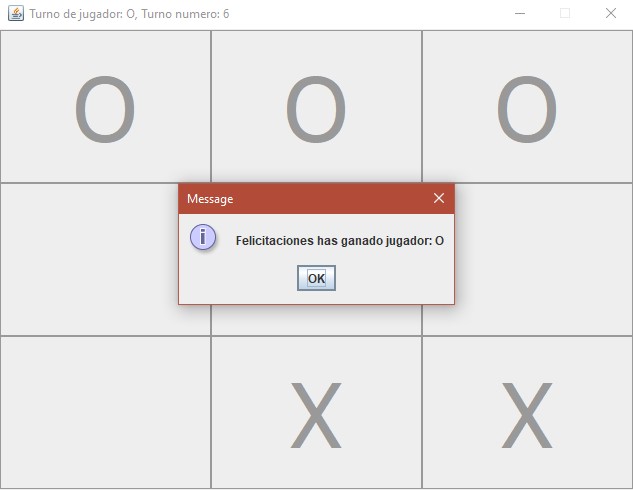 Turno de jugador: O, Turno numero: 6
O O O
Message
i
Felicitaciones has ganado jugador: O
OK
X X